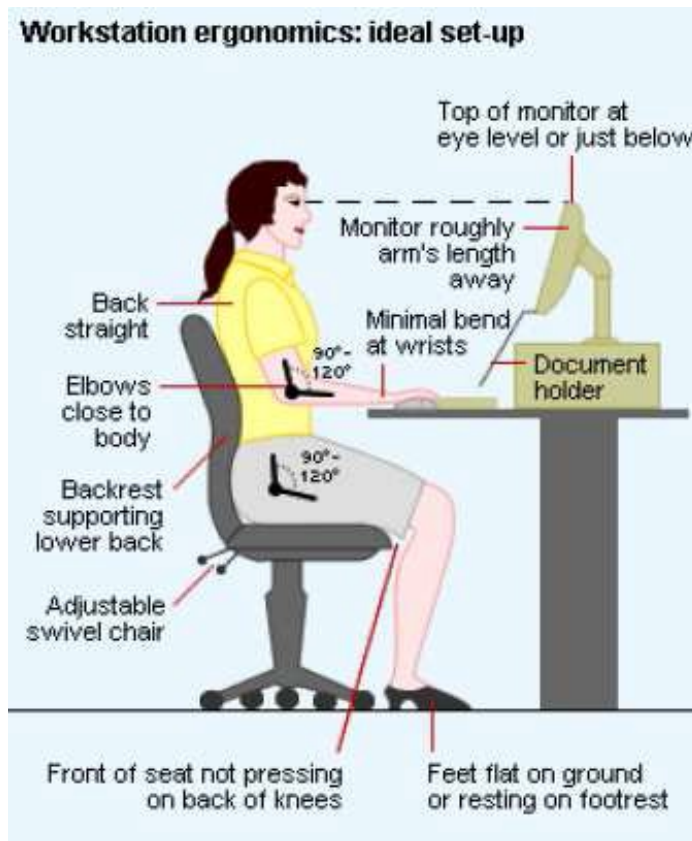 Workstation ergonomics: ideal set-up
Top of monitor at
eye level or just below
Monitor roughly
arm's length
away
Back
straight
Minimal bend
at wrists
90°-
120°
Document
holder
Elbows
close to
body
90°-
120°
Backrest
supporting
lower back
Adjustable
swivel chair
Front of seat not pressing
on back of knees
Feet flat on ground
or resting on footrest